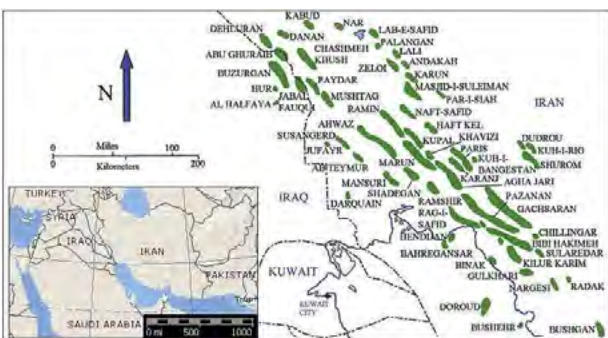 KABUD
NAR
DEHLURAN
DANAN
LAB-E-SAFID
PALANGAN
LALI
ABU GHURAIB
CHASHMEH
KHUSH
ZELOI
ANDAKAH
KARUN
BUZURGAN
PAYDAR
MASJID-I-SULEIMAN
HUR
PAR-I-SIAH
AL HALFAYA
JABAL
FAUQUI
MUSHTAG
N
RAMIN
NAFT-SAFID
IRAN
AHWAZ
HAFT KEL
SUSANGERD
KHAVIZI
Miles
KUPAL
DUDROU
0
100
JUFAYR
PARIS
KUH-I-RIG
0
Kilometers
200
MARUN
KUH-I-
BANGESTAN
SHUROM
ABTEYMUR
KARANJ
MANSURI
AGHA JARI
SHADEGAN
TURKEY
IRAQ
DARQUAIN
RAMSHIR
PAZANAN
GACHSARAN
SYRIA
RAG-I-
SAFID
IRAQ
IRAN
HENDIJAN
CHILLINGAR
BIBI HAKIMEH
KUWAIT
BAHREGANSAR
SULAREDAR
PAKISTAN
BINAK
KILUR KARIM
GULKHARI
KUWAIT
CITY
NARGESI
RADAK
SAUDI ARABIA
DOROUD
0 mi
500
1000
BUSHEHR
BUSHGAN